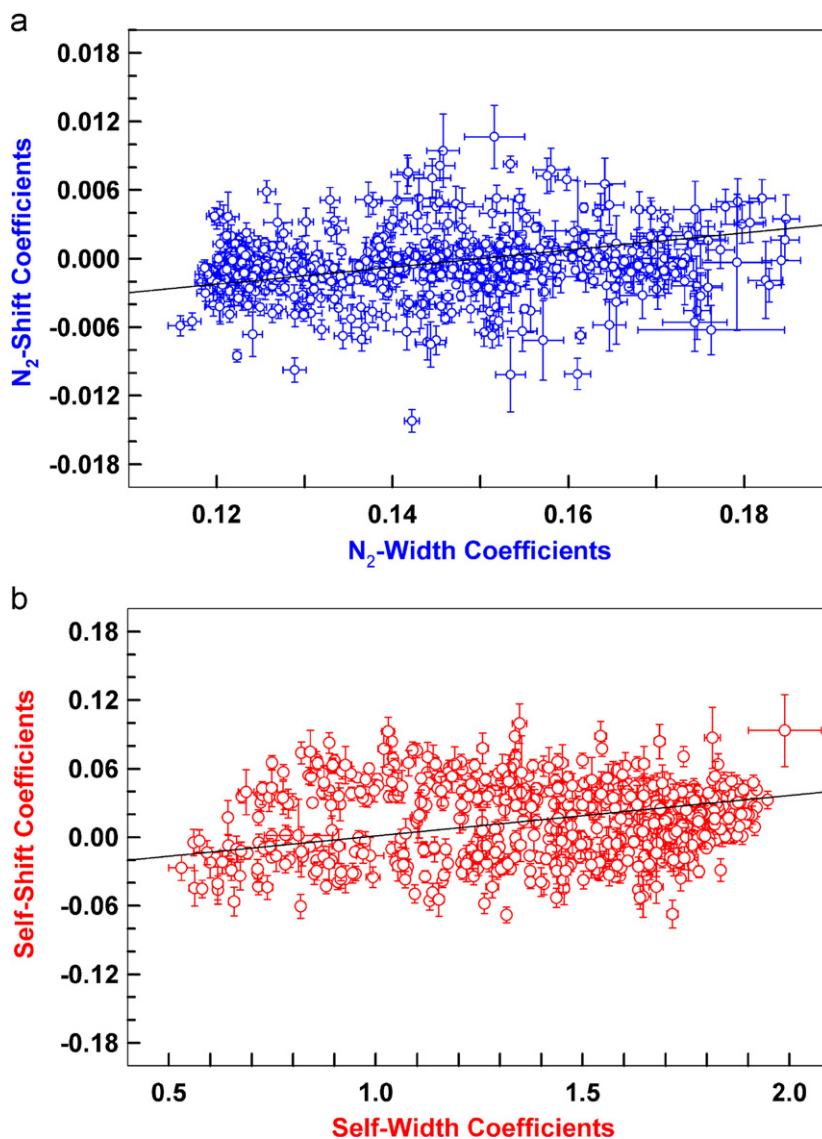 a
0.018
0.012
0.006
0.000
-0.006
-0.012
-0.018
N2-Shift Coefficients
0.12 0.14 0.16 0.18
N2-Width Coefficients
b
0.18
0.12
0.06
0.00
-0.06
-0.12
-0.18
Self-Shift Coefficients
0.5 1.0 1.5 2.0
Self-Width Coefficients